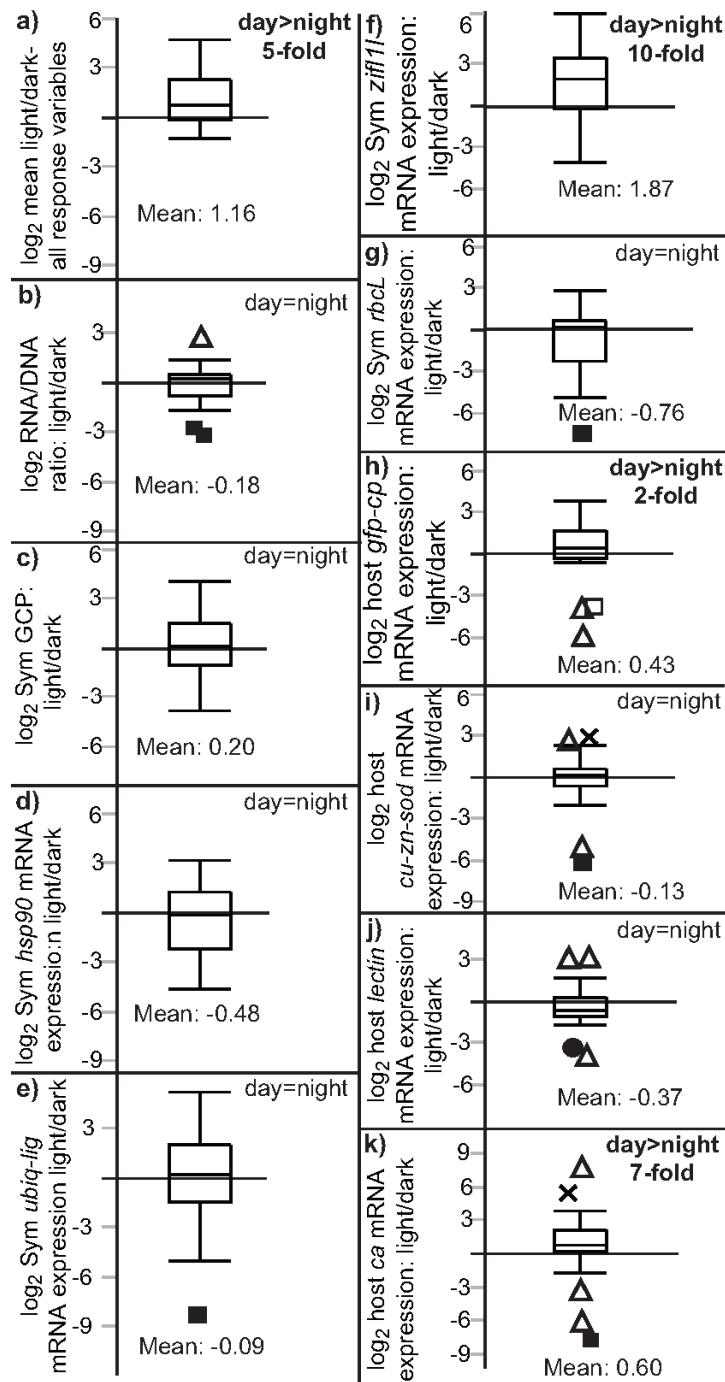 a)
day>night
5-fold
log2 mean light/dark-
all response variables
6
3
-3
-6
-9
Mean: 1.16
b)
day=night
log2 RNA/DNA
ratio: light/dark
3
-3
-6
-9
Mean: -0.18
c)
day=night
log2 Sym GCP:
light/dark
6
3
-3
-6
Mean: 0.20
d)
day=night
log2 Sym hsp90 mRNA
expressio:n light/dark
6
3
-3
-6
-9
Mean: -0.48
e)
day=night
log2 Sym ubiq-lig
mRNA expression light/dark
3
-3
-6
-9
Mean: -0.09
f)
day>night
10-fold
log2 Sym zifl1l
mRNA expression:
light/dark
6
3
-3
-6
Mean: 1.87
g)
day=night
log2 Sym rbcL
mRNA expression:
light/dark
6
3
-3
-6
Mean: -0.76
h)
day>night
2-fold
log2 host gfp-cp
mRNA expression:
light/dark
6
3
-3
-6
Mean: 0.43
i)
day=night
log2 host
cu-zn-sod mRNA
expression: light/dark
6
3
-3
-6
-9
Mean: -0.13
j)
day=night
log2 host lectin
mRNA expression:
light/dark
3
-3
-6
Mean: -0.37
k)
day>night
7-fold
log2 host ca mRNA
expression: light/dark
9
6
3
-3
-6
-9
Mean: 0.60